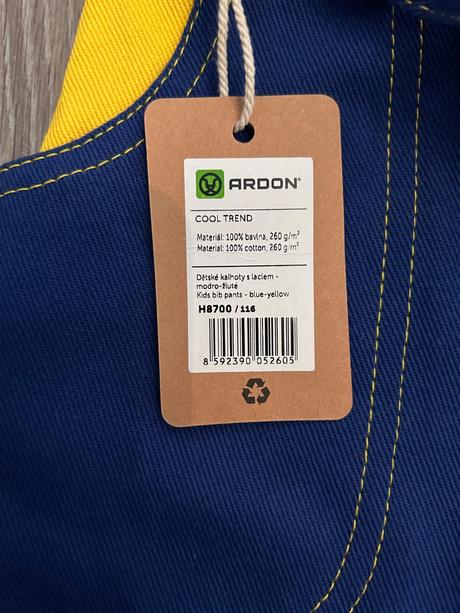 ARDON®
COOL TREND
Materiál: 100% bavlna, 260 g/m²
Material: 100% cotton, 260 g/m²
Dětské kalhoty s laclem -
modro-žluté
Kids bib pants - blue-yellow
H8700 / 116
8 592390 052605